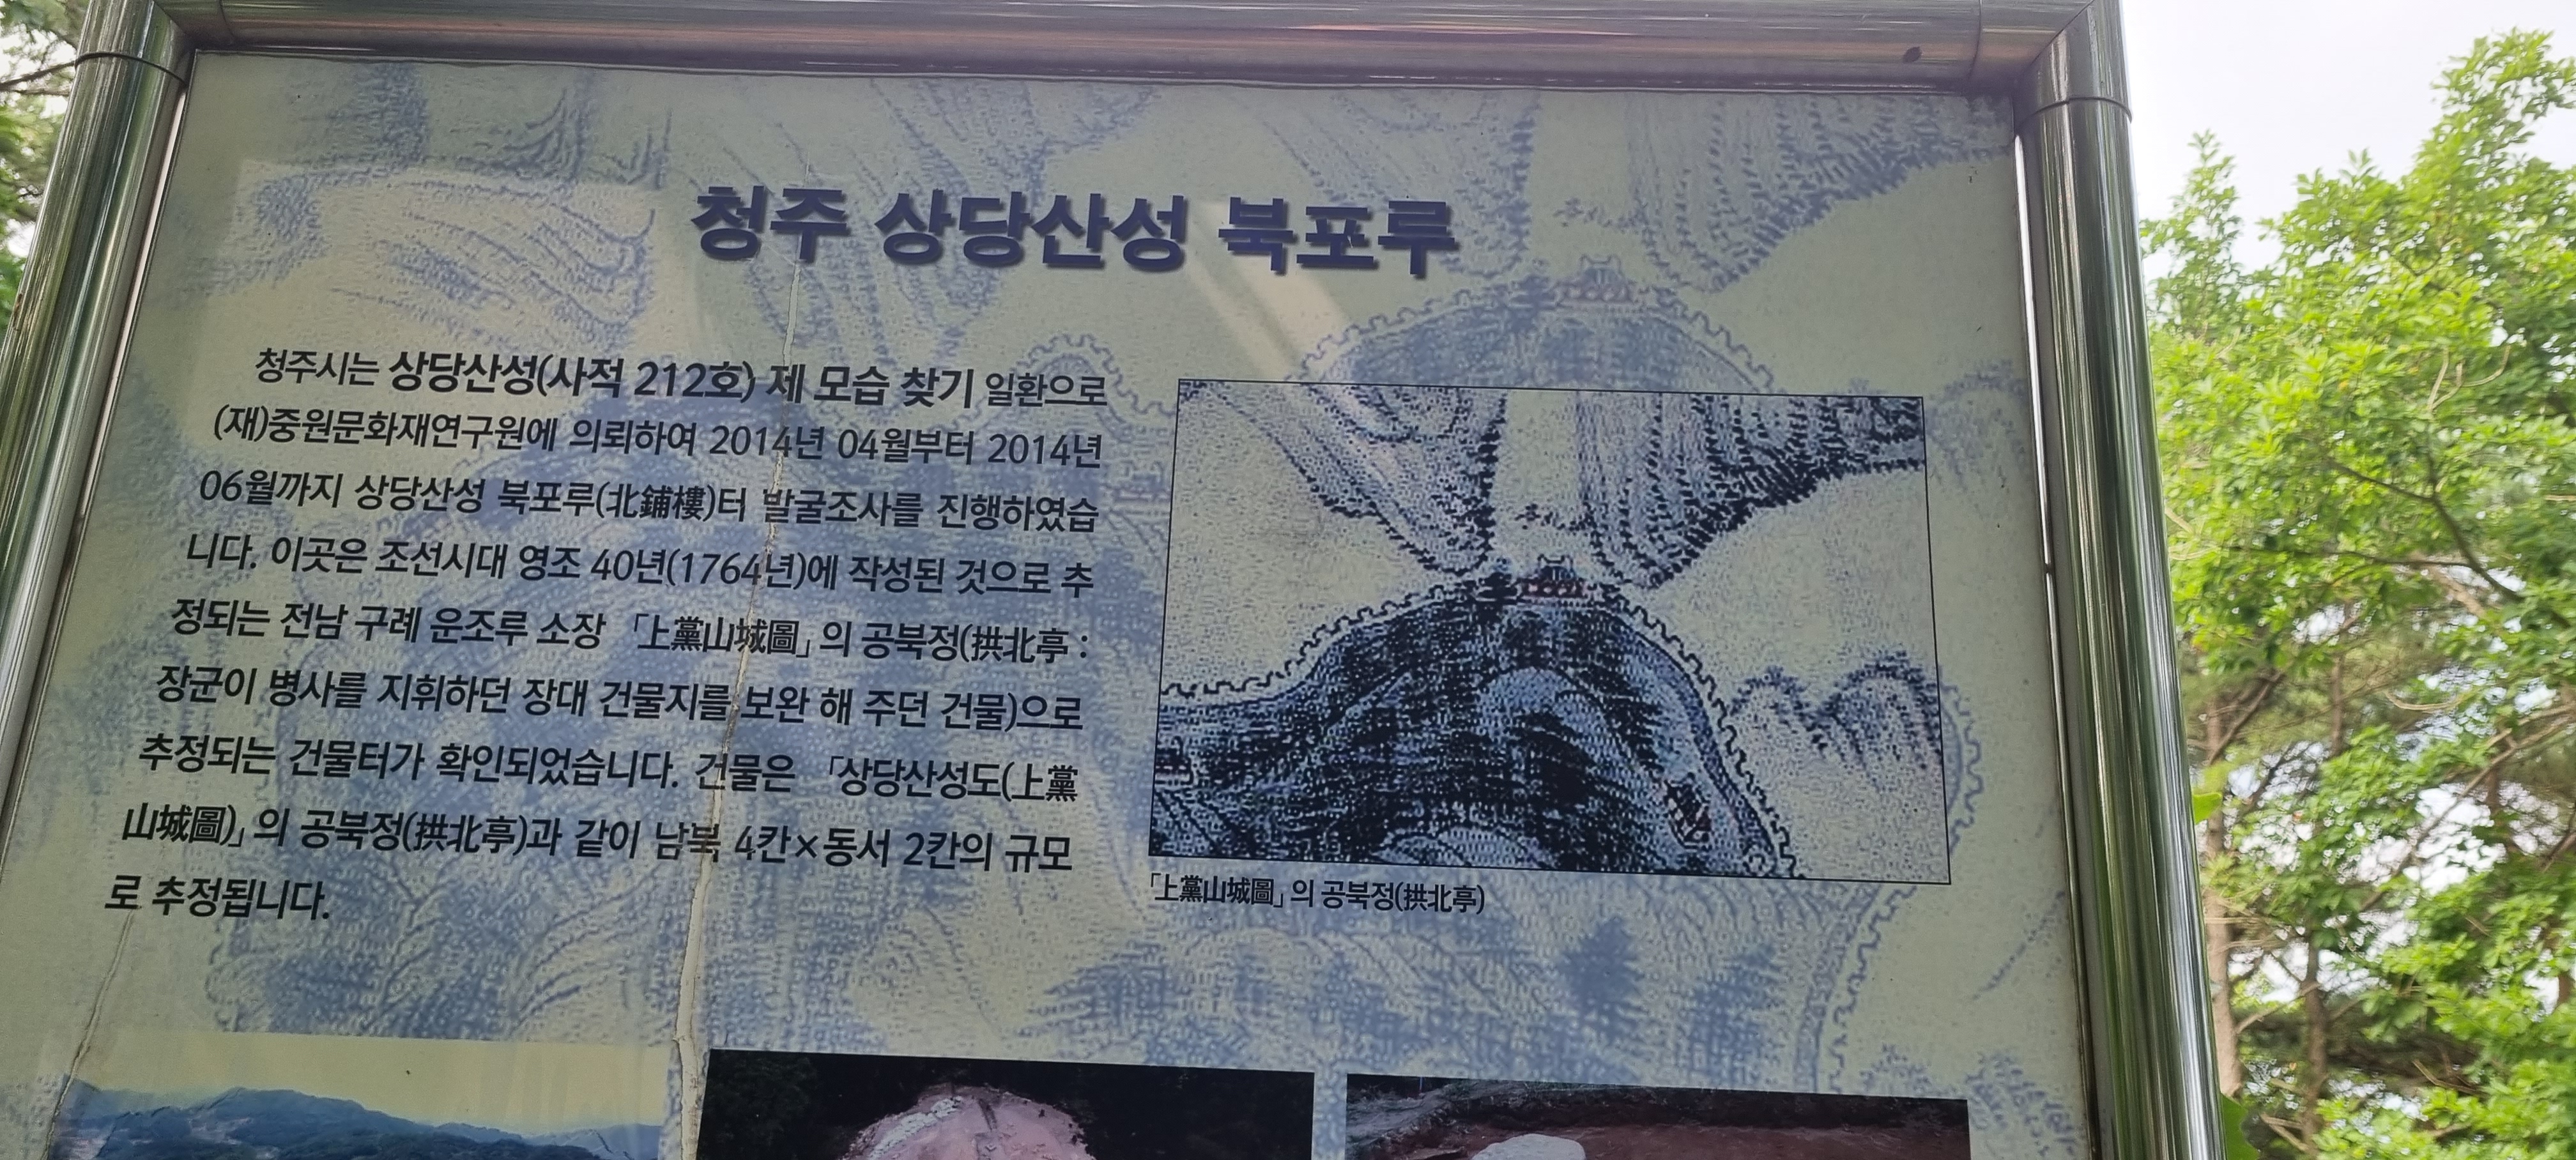 청주 상당산성 북포루
청주시는 상당산성(사적 212호) 제 모습 찾기 일환으로
(재)중원문화재연구원에 의뢰하여 2014년 04월부터 2014년
06월까지 상당산성 북포루(北鋪樓)터 발굴조사를 진행하였습
니다. 이곳은 조선시대 영조 40년(1764년)에 작성된 것으로 추
정되는 전남 구례 운조루 소장 「上黨山城圖」의 공북정(拱北亭 :
장군이 병사를 지휘하던 장대 건물지를 보완 해 주던 건물)으로
추정되는 건물터가 확인되었습니다. 건물은 「상당산성도(上黨
山城圖)」의 공북정(拱北亭)과 같이 남북 4칸×동서 2칸의 규모
로 추정됩니다.
「上黨山城圖」의 공북정(拱北亭)